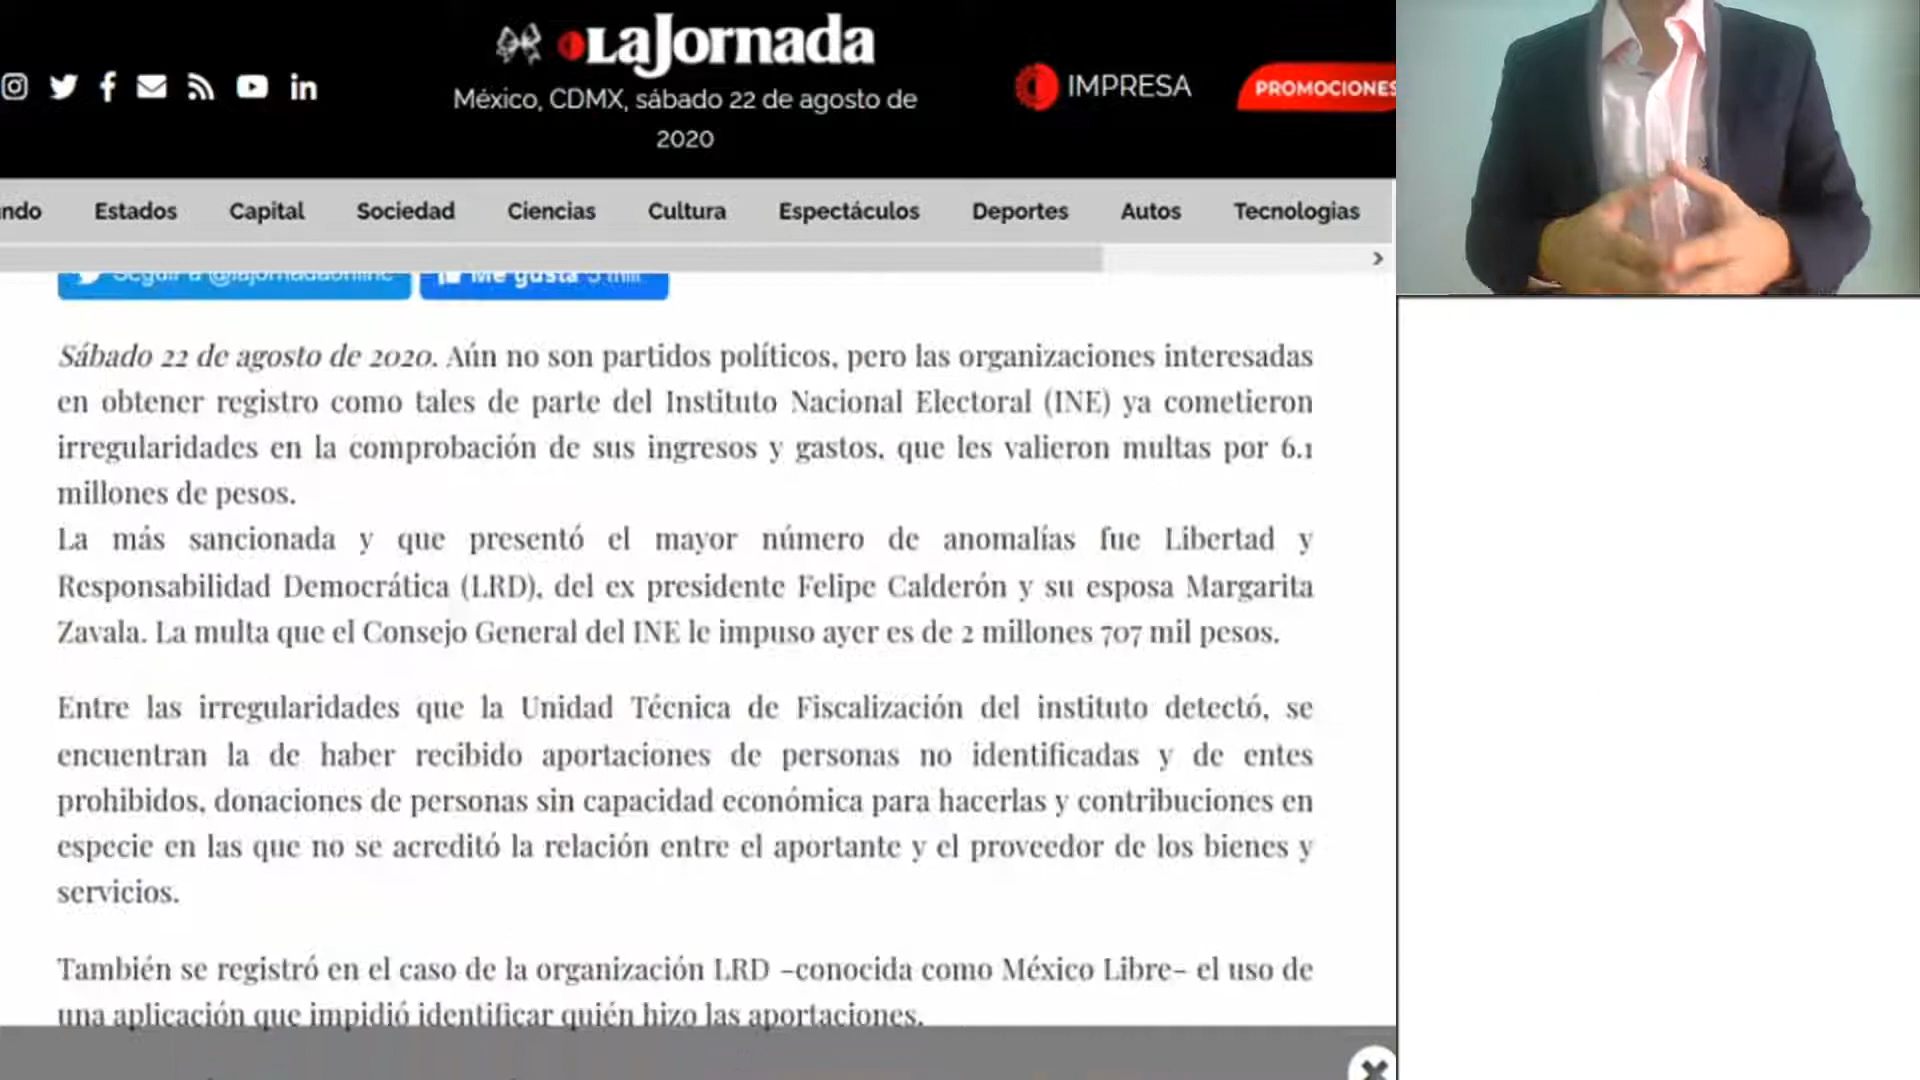 LaJornada
México, CDMX, sábado 22 de agosto de
2020
IMPRESA
PROMOCIONES
ndo Estados Capital Sociedad Ciencias Cultura Espectáculos Deportes Autos Tecnologias
Seguir a @lajornadaonline Me gusta 5 mil
Sábado 22 de agosto de 2020. Aún no son partidos políticos, pero las organizaciones interesadas
en obtener registro como tales de parte del Instituto Nacional Electoral (INE) ya cometieron
irregularidades en la comprobación de sus ingresos y gastos, que les valieron multas por 6.1
millones de pesos.
La más sancionada y que presentó el mayor número de anomalías fue Libertad y
Responsabilidad Democrática (LRD), del ex presidente Felipe Calderón y su esposa Margarita
Zavala. La multa que el Consejo General del INE le impuso ayer es de 2 millones 707 mil pesos.
Entre las irregularidades que la Unidad Técnica de Fiscalización del instituto detectó, se
encuentran la de haber recibido aportaciones de personas no identificadas y de entes
prohibidos, donaciones de personas sin capacidad económica para hacerlas y contribuciones en
especie en las que no se acreditó la relación entre el aportante y el proveedor de los bienes y
servicios.
También se registró en el caso de la organización LRD –conocida como México Libre– el uso de
una aplicación que impidió identificar quién hizo las aportaciones.